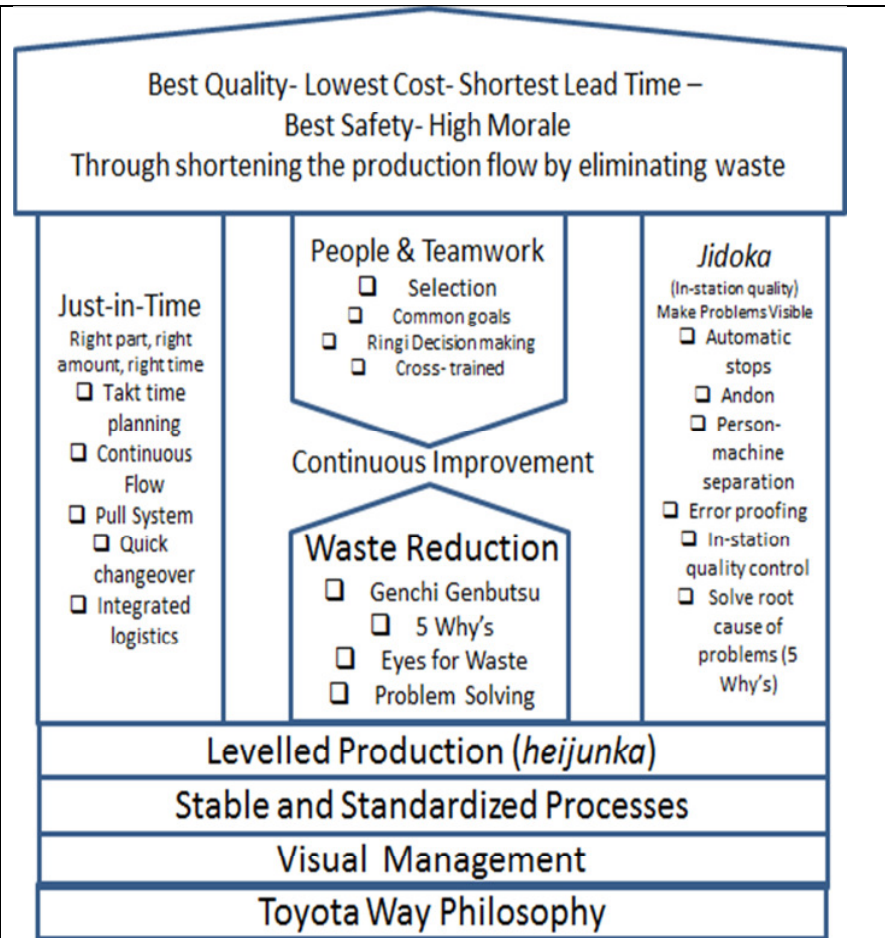 Best Quality- Lowest Cost- Shortest Lead Time –
Best Safety- High Morale
Through shortening the production flow by eliminating waste
Just-in-Time
Right part, right
amount, right time
❑ Takt time
planning
❑ Continuous
Flow
❑ Pull System
❑ Quick
changeover
❑ Integrated
logistics
People & Teamwork
❑ Selection
❑ Common goals
❑ Ringi Decision making
❑ Cross- trained
Continuous Improvement
Waste Reduction
❑ Genchi Genbutsu
❑ 5 Why's
❑ Eyes for Waste
❑ Problem Solving
Jidoka
(In-station quality)
Make Problems Visible
❑ Automatic
stops
❑ Andon
❑ Person-
machine
separation
❑ Error proofing
❑ In-station
quality control
❑ Solve root
cause of
problems (5
Why's)
Levelled Production (heijunka)
Stable and Standardized Processes
Visual Management
Toyota Way Philosophy